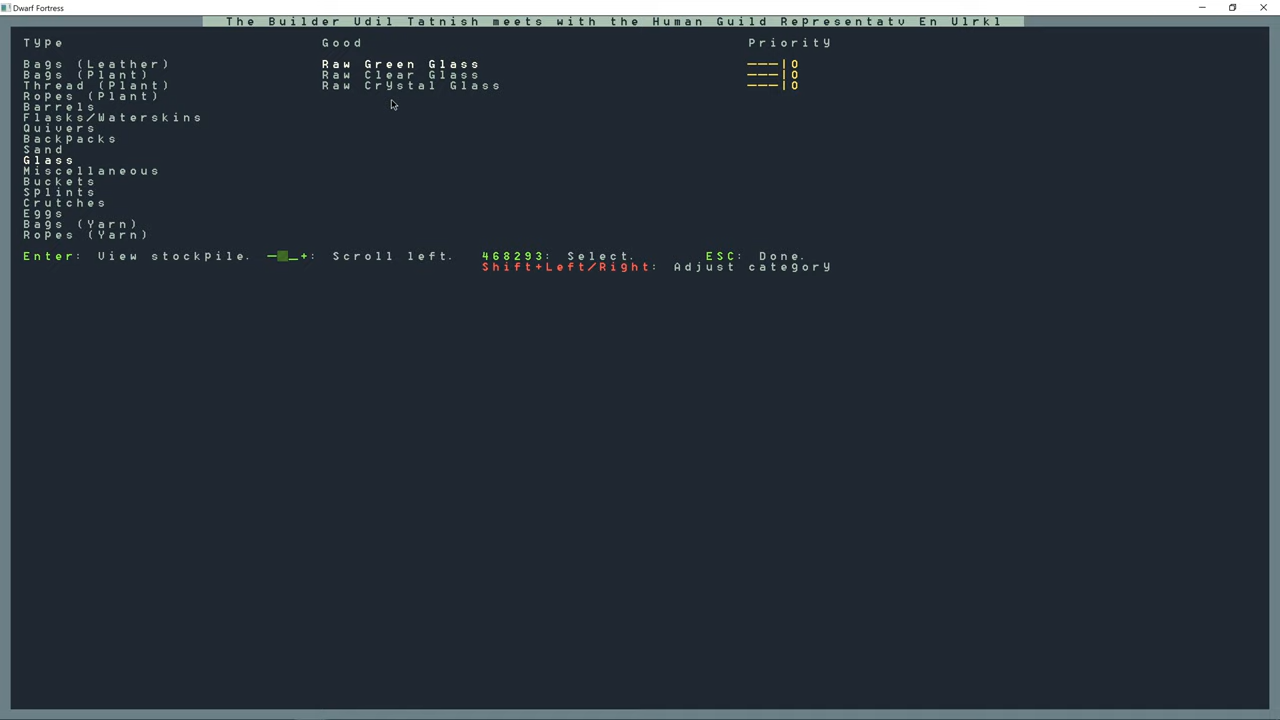 Dwarf Fortress
The Builder Udil Tatnish meets with the Human Guild Representatv En Ulrkl
Type Good Priority
Bags (Leather) Raw Green Glass ———|0
Bags (Plant) Raw Clear Glass ———|0
Thread (Plant) Raw Crystal Glass ———|0
Ropes (Plant)
Barrels
Flasks/Waterskins
Quivers
Backpacks
Sand
Glass
Miscellaneous
Buckets
Splints
Crutches
Eggs
Bags (Yarn)
Ropes (Yarn)
Enter: View stockpile. —█_+: Scroll left. 468293: Select. ESC: Done.
Shift+Left/Right: Adjust category